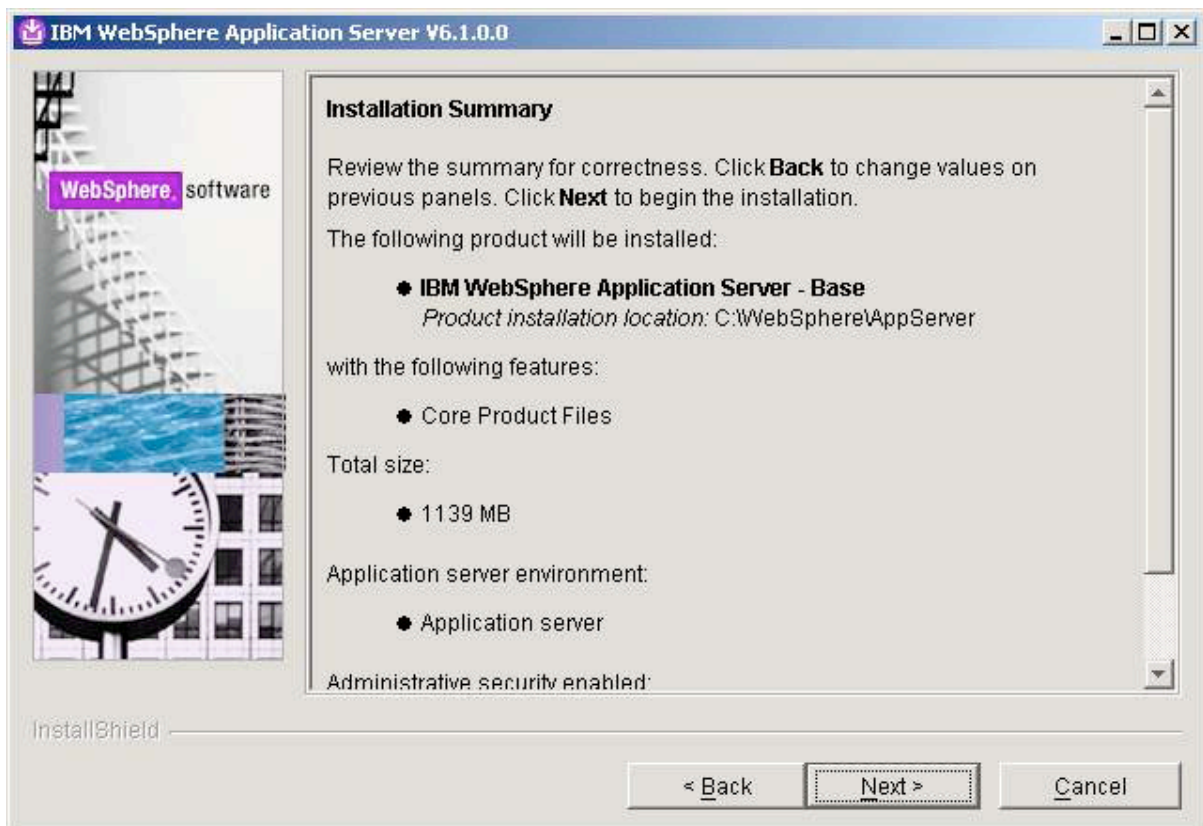 IBM WebSphere Application Server V6.1.0.0
WebSphere. software
Installation Summary
Review the summary for correctness. Click Back to change values on
previous panels. Click Next to begin the installation.
The following product will be installed:
● IBM WebSphere Application Server - Base
Product installation location: C:\WebSphere\AppServer
with the following features:
● Core Product Files
Total size:
● 1139 MB
Application server environment:
● Application server
Administrative security enabled:
InstallShield
< Back
Next >
Cancel